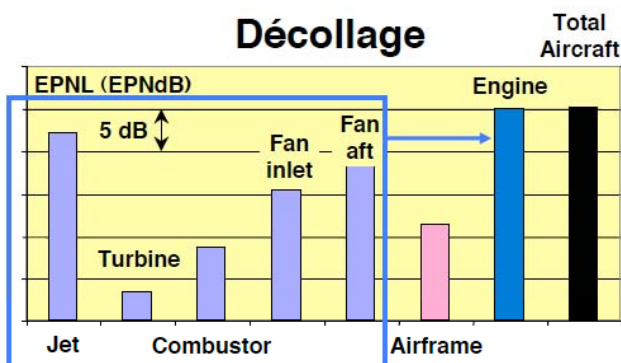 Décollage
Total
Aircraft
EPNL (EPNdB)
Engine
5 dB
Fan
inlet
Fan
aft
Turbine
Jet
Combustor
Airframe